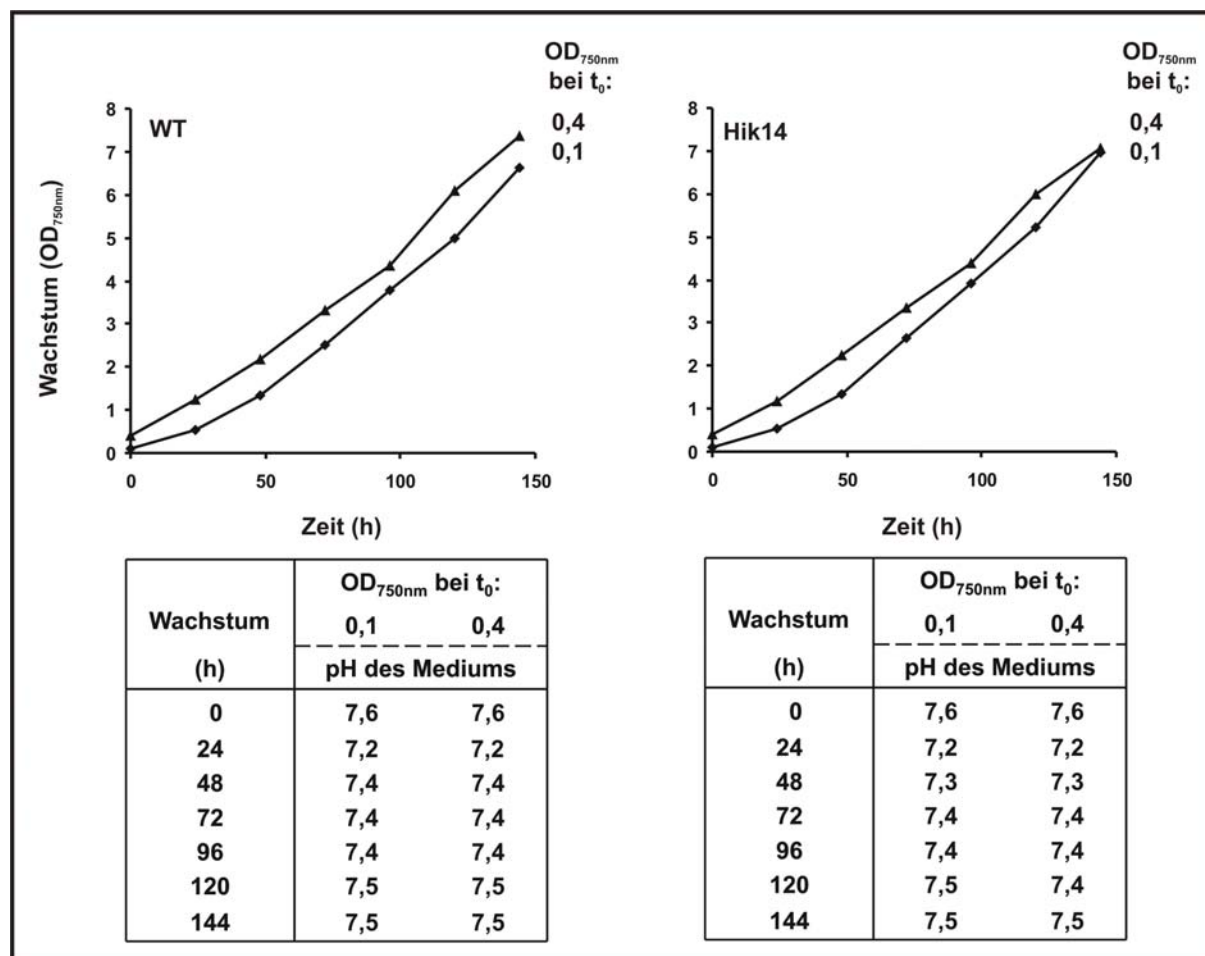 OD750nm
bei t0:
0,4
0,1
WT
Wachstum (OD750nm)
8
7
6
5
4
3
2
1
0
0 50 100 150
Zeit (h)
OD750nm
bei t0:
0,4
0,1
Hik14
8
7
6
5
4
3
2
1
0
0 50 100 150
Zeit (h)
OD750nm bei t0:
Wachstum 0,1 0,4
(h) pH des Mediums
0 7,6 7,6
24 7,2 7,2
48 7,4 7,4
72 7,4 7,4
96 7,4 7,4
120 7,5 7,5
144 7,5 7,5
OD750nm bei t0:
Wachstum 0,1 0,4
(h) pH des Mediums
0 7,6 7,6
24 7,2 7,2
48 7,3 7,3
72 7,4 7,4
96 7,4 7,4
120 7,5 7,4
144 7,5 7,5